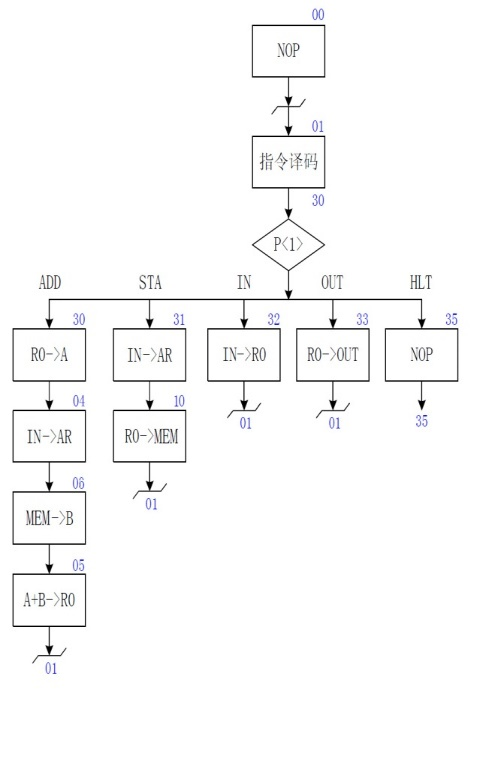 00
NOP
01
指令译码
30
P<1>
ADD STA IN OUT HLT
30 31 32 33 35
R0->A IN->AR IN->R0 R0->OUT NOP
04 10 01 01 35
IN->AR R0->MEM
06 01
MEM->B
05
A+B->R0
01